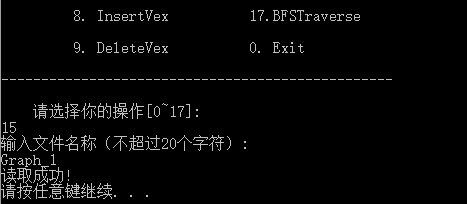 8. InsertVex 17.BFSTraverse
9. DeleteVex 0. Exit
--------------------------------------------------
请选择你的操作[0~17]:
15
输入文件名称（不超过20个字符）:
Graph_1
读取成功!
请按任意键继续. . .